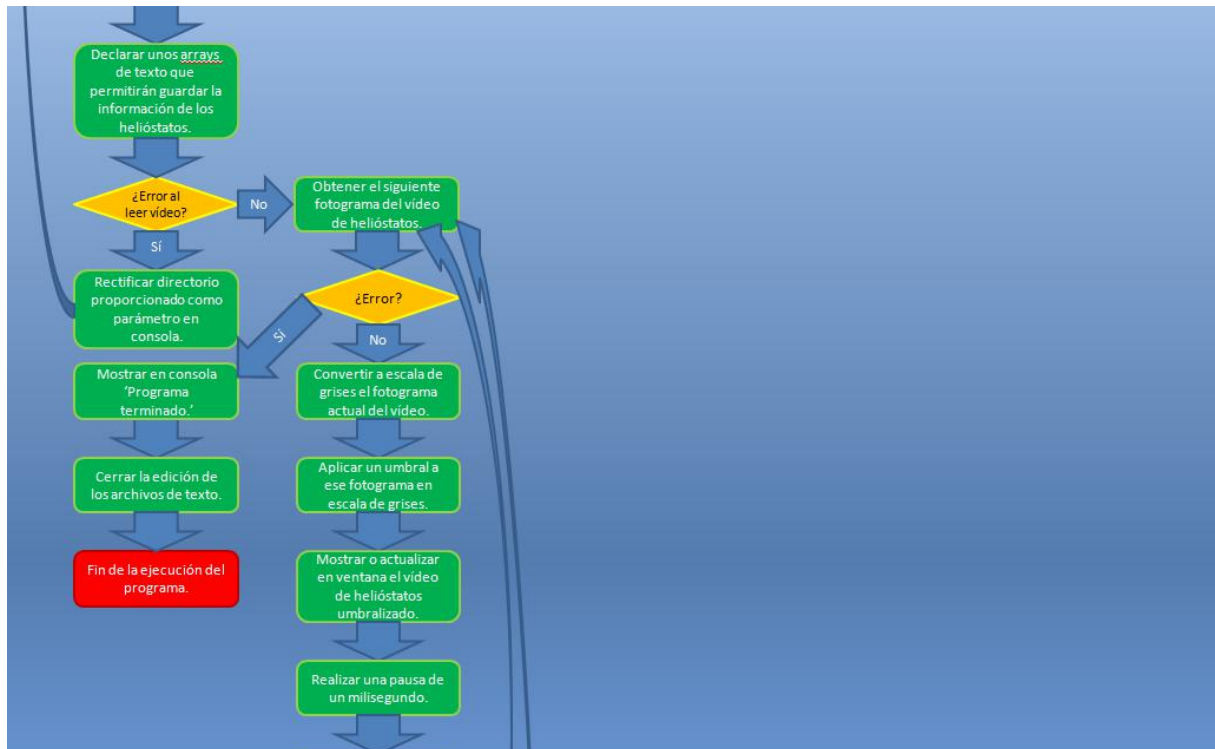 Declarar unos arrays
de texto que
permitirán guardar la
información de los
helióstatos.
¿Error al
leer vídeo?
No
Obtener el siguiente
fotograma del vídeo
de helióstatos.
Sí
Rectificar directorio
proporcionado como
parámetro en
consola.
¿Error?
Sí
No
Mostrar en consola
‘Programa
terminado.’
Convertir a escala de
grises el fotograma
actual del vídeo.
Cerrar la edición de
los archivos de texto.
Aplicar un umbral a
ese fotograma en
escala de grises.
Fin de la ejecución del
programa.
Mostrar o actualizar
en ventana el vídeo
de helióstatos
umbralizado.
Realizar una pausa de
un milisegundo.